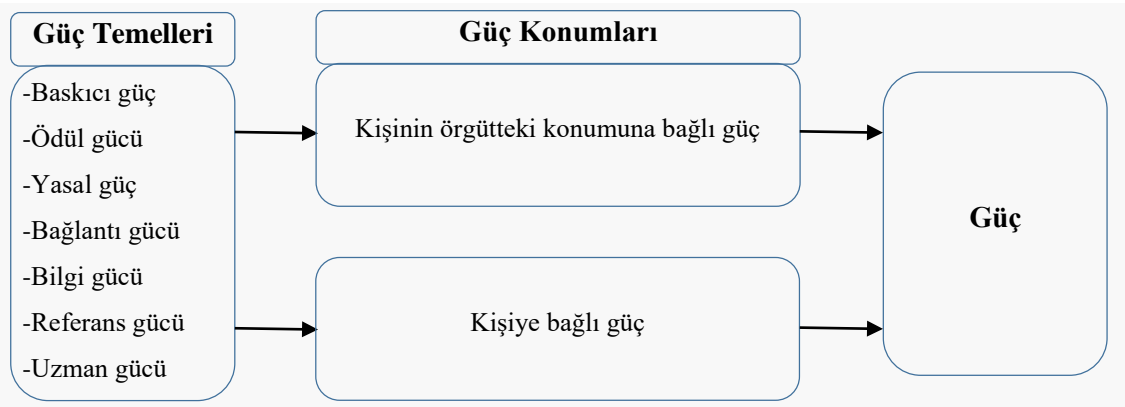 Güç Temelleri
-Baskıcı güç
-Ödül gücü
-Yasal güç
-Bağlantı gücü
-Bilgi gücü
-Referans gücü
-Uzman gücü
Güç Konumları
Kişinin örgütteki konumuna bağlı güç
Kişiye bağlı güç
Güç